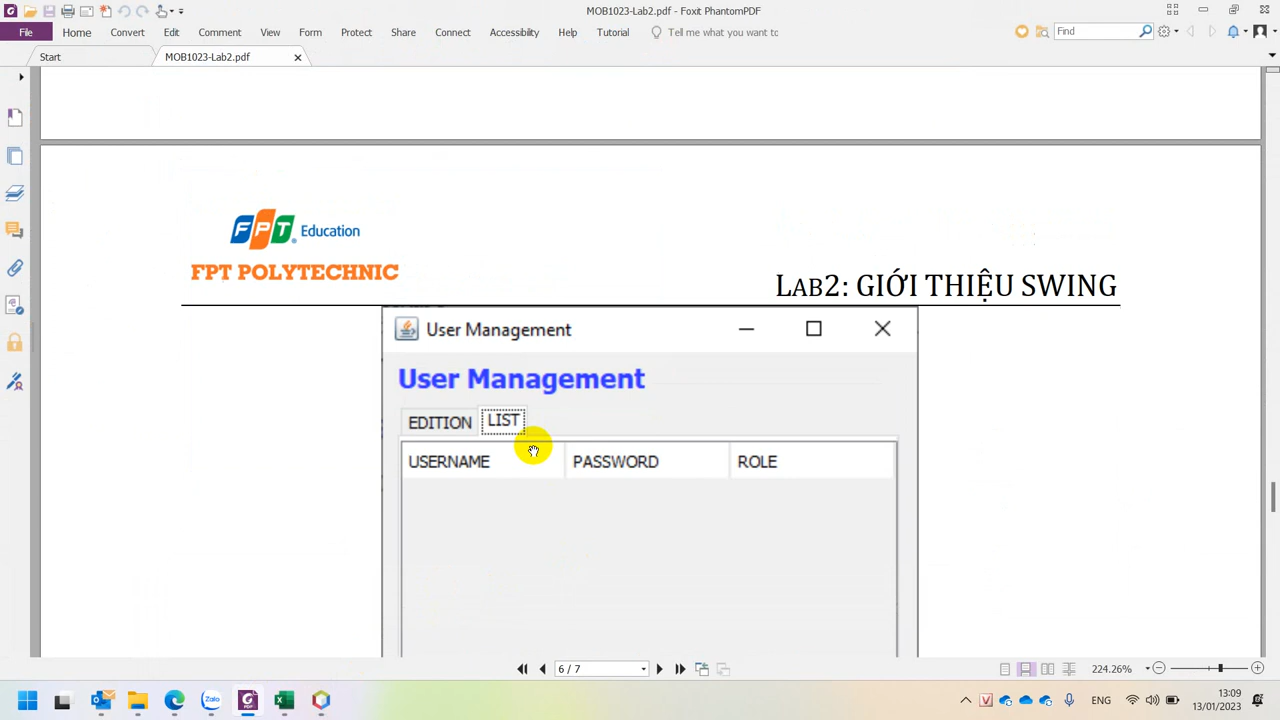 MOB1023-Lab2.pdf - Foxit PhantomPDF
File Home Convert Edit Comment View Form Protect Share Connect Accessibility Help Tutorial Tell me what you want to Find
Start MOB1023-Lab2.pdf
FPT Education
FPT POLYTECHNIC
LAB2: GIỚI THIỆU SWING
User Management
User Management
EDITION LIST
USERNAME PASSWORD ROLE
6 / 7 224.26%
Zalo ENG 13:09
13/01/2023